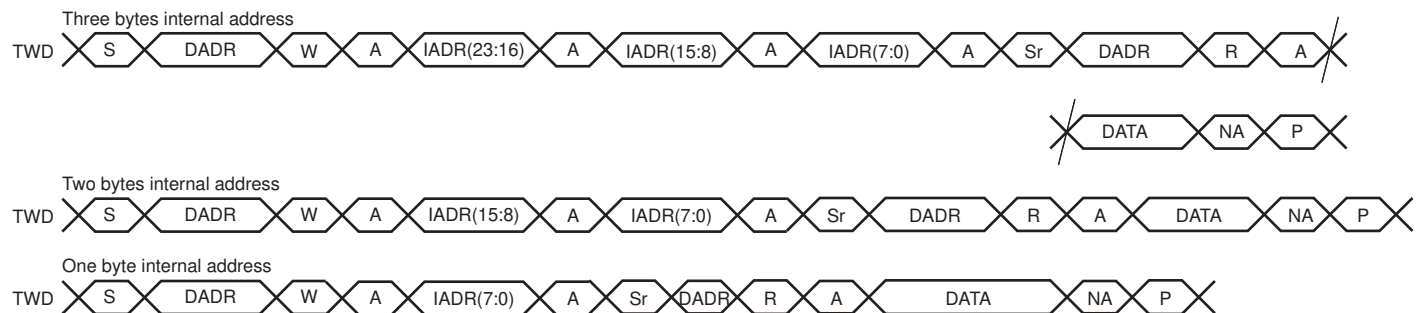 Three bytes internal address
TWD S DADR W A IADR(23:16) A IADR(15:8) A IADR(7:0) A Sr DADR R A
DATA NA P
Two bytes internal address
TWD S DADR W A IADR(15:8) A IADR(7:0) A Sr DADR R A DATA NA P
One byte internal address
TWD S DADR W A IADR(7:0) A Sr DADR R A DATA NA P